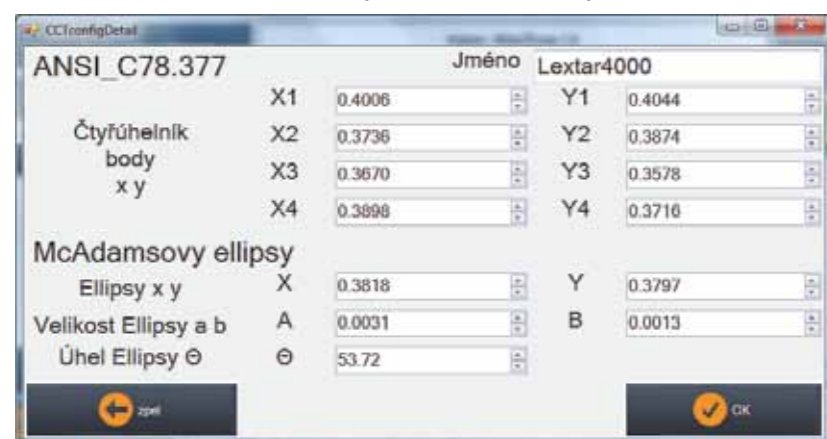 CCTconfigDetail
ANSI_C78.377 Jméno Lextar4000
X1 0.4006 Y1 0.4044
Čtyřúhelník X2 0.3736 Y2 0.3874
body
x y X3 0.3670 Y3 0.3578
X4 0.3898 Y4 0.3716
McAdamsovy ellipsy
Ellipsy x y X 0.3818 Y 0.3797
Velikost Ellipsy a b A 0.0031 B 0.0013
Úhel Ellipsy Θ Θ 53.72
zpet OK